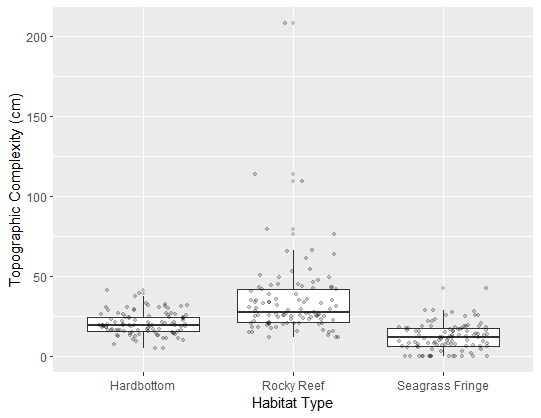 Topographic Complexity (cm)
200
150
100
50
0
Hardbottom
Rocky Reef
Seagrass Fringe
Habitat Type